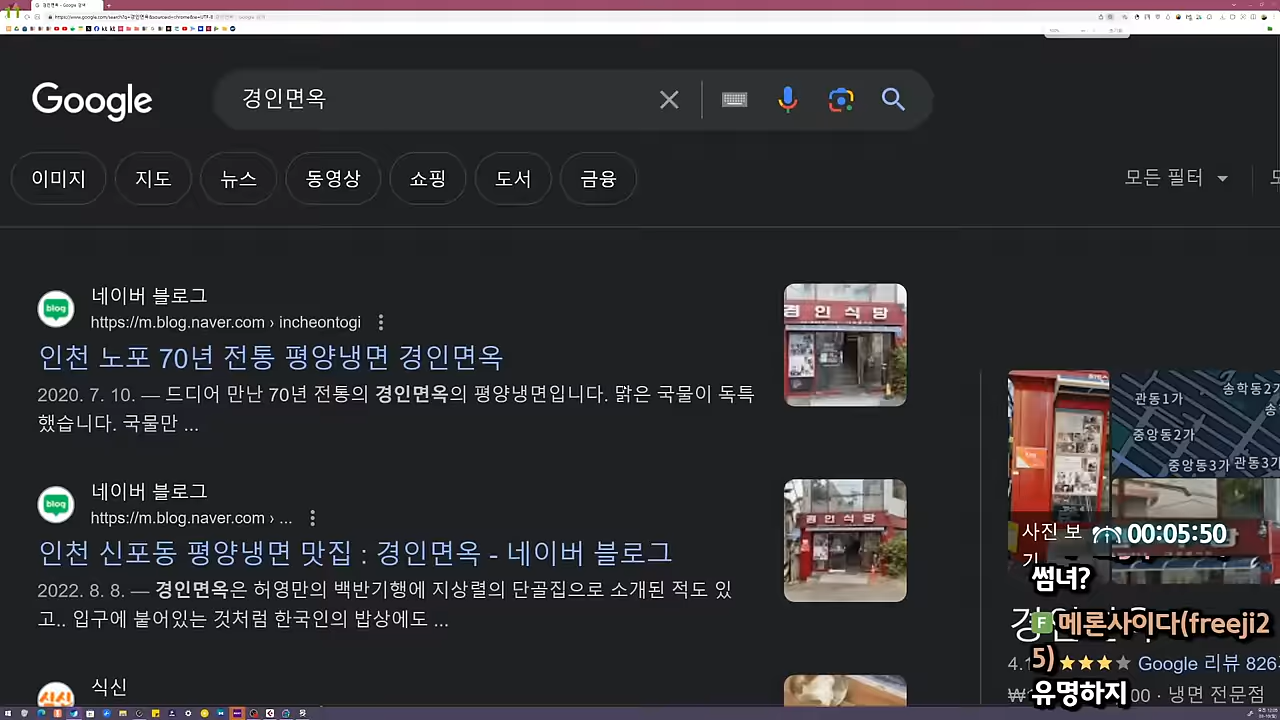 경인면옥 - Google 검색
Google
경인면옥
이미지
지도
뉴스
동영상
쇼핑
도서
금융
모든 필터
네이버 블로그
https://m.blog.naver.com › incheontogi
인천 노포 70년 전통 평양냉면 경인면옥
2020. 7. 10. — 드디어 만난 70년 전통의 경인면옥의 평양냉면입니다. 맑은 국물이 독특
했습니다. 국물만 ...
경인식당
네이버 블로그
https://m.blog.naver.com › ...
인천 신포동 평양냉면 맛집 : 경인면옥 - 네이버 블로그
2022. 8. 8. — 경인면옥은 허영만의 백반기행에 지상렬의 단골집으로 소개된 적도 있
고.. 입구에 붙어있는 것처럼 한국인의 밥상에도 ...
경인식당
식신
식신
관동1가
송학동2
중앙동2가
중앙동3가
관동3가
사진 보
기
00:05:50
썸녀?
F 메론사이다(freeji2
5)
Google 리뷰 826
유명하지
냉면 전문점